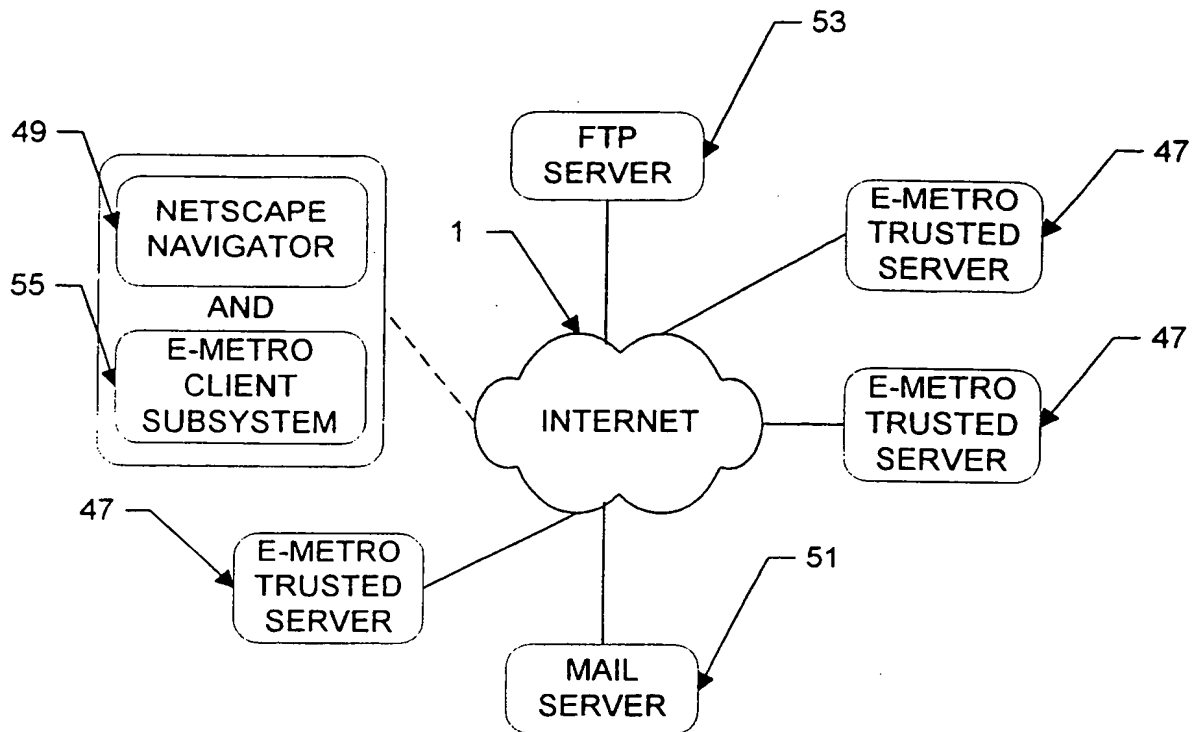 53
FTP
SERVER
49
NETSCAPE
NAVIGATOR
AND
55
E-METRO
CLIENT
SUBSYSTEM
47
E-METRO
TRUSTED
SERVER
1
INTERNET
47
E-METRO
TRUSTED
SERVER
47
E-METRO
TRUSTED
SERVER
51
MAIL
SERVER